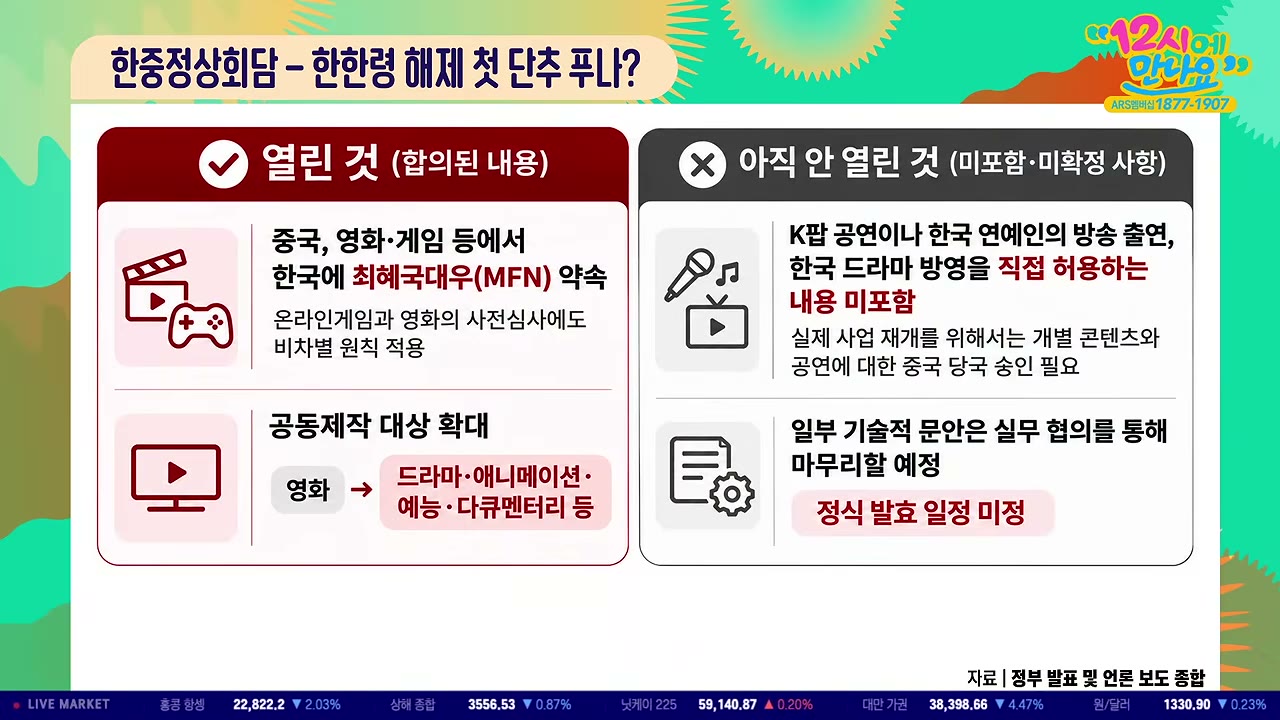 한중정상회담 – 한한령 해제 첫 단추 푸나?
“12시에
만나요”
ARS멤버십 1877-1907
열린 것 (합의된 내용)
중국, 영화·게임 등에서
한국에 최혜국대우(MFN) 약속
온라인게임과 영화의 사전심사에도
비차별 원칙 적용
공동제작 대상 확대
영화 → 드라마·애니메이션·
예능·다큐멘터리 등
아직 안 열린 것 (미포함·미확정 사항)
K팝 공연이나 한국 연예인의 방송 출연,
한국 드라마 방영을 직접 허용하는
내용 미포함
실제 사업 재개를 위해서는 개별 콘텐츠와
공연에 대한 중국 당국 송인 필요
일부 기술적 문안은 실무 협의를 통해
마무리할 예정
정식 발효 일정 미정
자료 | 정부 발표 및 언론 보도 종합
LIVE MARKET 홍콩 항셍 22,822.2 ▼ 2.03% 상해 종합 3556.53 ▼ 0.87% 닛케이 225 59,140.87 ▲ 0.20% 대만 가권 38,398.66 ▼ 4.47% 원/달러 1330.90 ▼ 0.23%